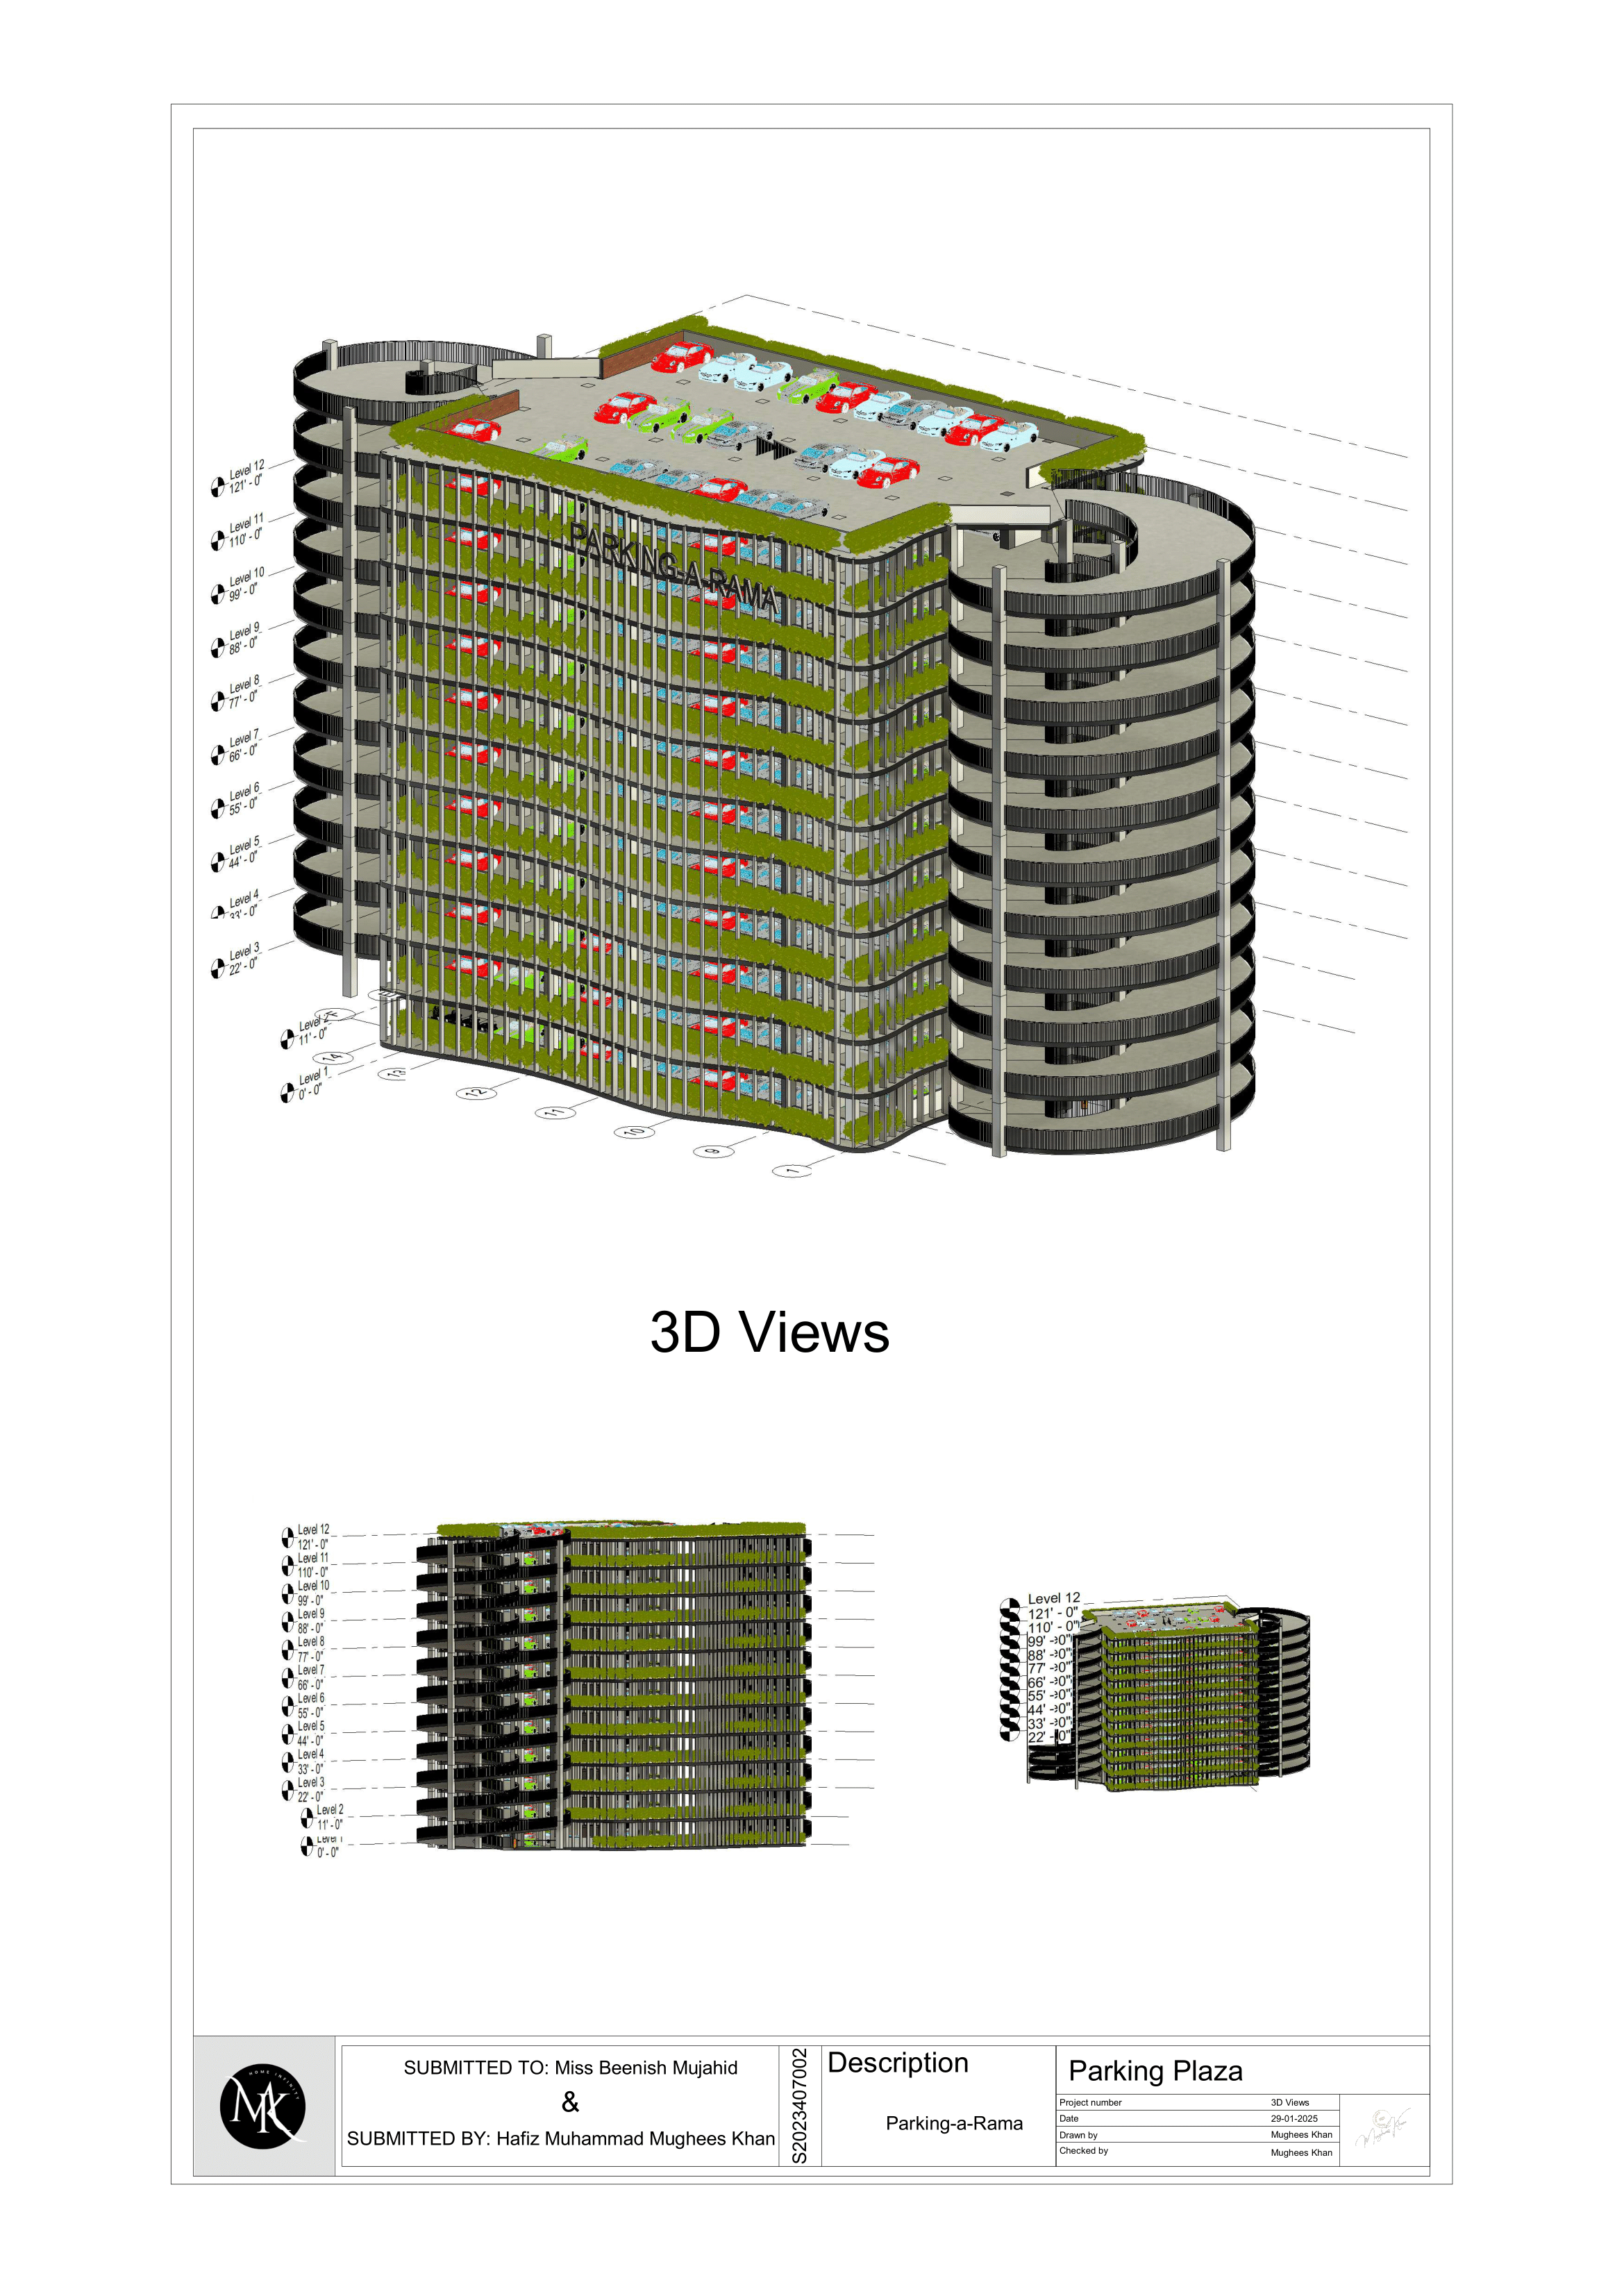 Level 12
121' - 0"
Level 11
110' - 0"
Level 10
99' - 0"
Level 9
88' - 0"
Level 8
77' - 0"
Level 7
66' - 0"
Level 6
55' - 0"
Level 5
44' - 0"
Level 4
33' - 0"
Level 3
22' - 0"
Level 2
11' - 0"
Level 1
0' - 0"
PARKING-A-RAMA
14
13
12
11
10
9
1
3D Views
Level 12
121' - 0"
Level 11
110' - 0"
Level 10
99' - 0"
Level 9
88' - 0"
Level 8
77' - 0"
Level 7
66' - 0"
Level 6
55' - 0"
Level 5
44' - 0"
Level 4
33' - 0"
Level 3
22' - 0"
Level 2
11' - 0"
Level 1
0' - 0"
Level 12
121' - 0"
110' - 0"
99' - 0"
88' - 0"
77' - 0"
66' - 0"
55' - 0"
44' - 0"
33' - 0"
22' - 0"
HOME INFINITE
MK
SUBMITTED TO: Miss Beenish Mujahid
&
SUBMITTED BY: Hafiz Muhammad Mughees Khan
S2023407002
Description
Parking-a-Rama
Parking Plaza
Project number 3D Views
Date 29-01-2025
Drawn by Mughees Khan
Checked by Mughees Khan